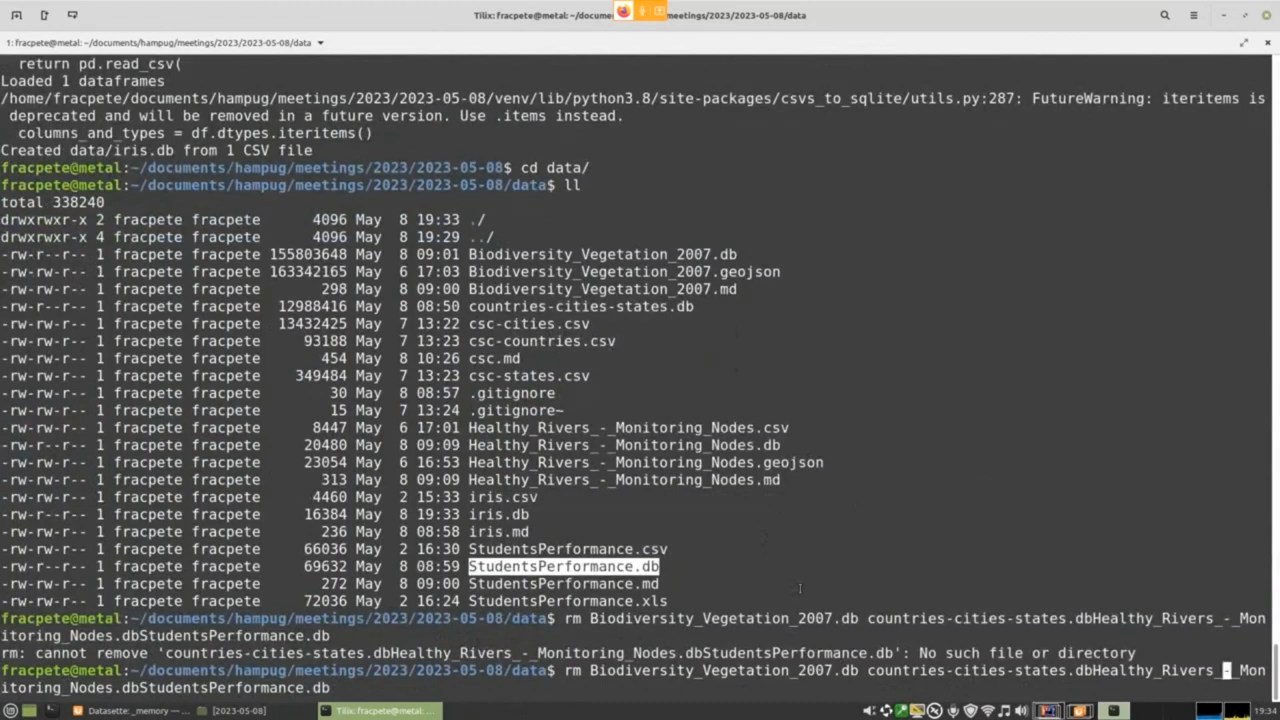 Tilix: fracpete@metal: ~/docume meetings/2023/2023-05-08/data
1: fracpete@metal: ~/documents/hampug/meetings/2023/2023-05-08/data
return pd.read_csv(
Loaded 1 dataframes
/home/fracpete/documents/hampug/meetings/2023/2023-05-08/venv/lib/python3.8/site-packages/csvs_to_sqlite/utils.py:287: FutureWarning: iteritems is
deprecated and will be removed in a future version. Use .items instead.
columns_and_types = df.dtypes.iteritems()
Created data/iris.db from 1 CSV file
fracpete@metal:~/documents/hampug/meetings/2023/2023-05-08$ cd data/
fracpete@metal:~/documents/hampug/meetings/2023/2023-05-08/data$ ll
total 338240
drwxrwxr-x 2 fracpete fracpete 4096 May 8 19:33 ./
drwxrwxr-x 4 fracpete fracpete 4096 May 8 19:29 ../
-rw-r--r-- 1 fracpete fracpete 155803648 May 8 09:01 Biodiversity_Vegetation_2007.db
-rw-rw-r-- 1 fracpete fracpete 163342165 May 6 17:03 Biodiversity_Vegetation_2007.geojson
-rw-rw-r-- 1 fracpete fracpete 298 May 8 09:00 Biodiversity_Vegetation_2007.md
-rw-r--r-- 1 fracpete fracpete 12988416 May 8 08:50 countries-cities-states.db
-rw-rw-r-- 1 fracpete fracpete 13432425 May 7 13:22 csc-cities.csv
-rw-rw-r-- 1 fracpete fracpete 93188 May 7 13:23 csc-countries.csv
-rw-rw-r-- 1 fracpete fracpete 454 May 8 10:26 csc.md
-rw-rw-r-- 1 fracpete fracpete 349484 May 7 13:23 csc-states.csv
-rw-rw-r-- 1 fracpete fracpete 30 May 8 08:57 .gitignore
-rw-rw-r-- 1 fracpete fracpete 15 May 7 13:24 .gitignore~
-rw-rw-r-- 1 fracpete fracpete 8447 May 6 17:01 Healthy_Rivers_-_Monitoring_Nodes.csv
-rw-r--r-- 1 fracpete fracpete 20480 May 8 09:09 Healthy_Rivers_-_Monitoring_Nodes.db
-rw-rw-r-- 1 fracpete fracpete 23054 May 6 16:53 Healthy_Rivers_-_Monitoring_Nodes.geojson
-rw-rw-r-- 1 fracpete fracpete 313 May 8 09:09 Healthy_Rivers_-_Monitoring_Nodes.md
-rw-rw-r-- 1 fracpete fracpete 4460 May 2 15:33 iris.csv
-rw-r--r-- 1 fracpete fracpete 16384 May 8 19:33 iris.db
-rw-rw-r-- 1 fracpete fracpete 236 May 8 08:58 iris.md
-rw-rw-r-- 1 fracpete fracpete 66036 May 2 16:30 StudentsPerformance.csv
-rw-r--r-- 1 fracpete fracpete 69632 May 8 08:59 StudentsPerformance.db
-rw-rw-r-- 1 fracpete fracpete 272 May 8 09:00 StudentsPerformance.md
-rw-rw-r-- 1 fracpete fracpete 72036 May 2 16:24 StudentsPerformance.xls
fracpete@metal:~/documents/hampug/meetings/2023/2023-05-08/data$ rm Biodiversity_Vegetation_2007.db countries-cities-states.dbHealthy_Rivers_-_Mon
itoring_Nodes.dbStudentsPerformance.db
rm: cannot remove 'countries-cities-states.dbHealthy_Rivers_-_Monitoring_Nodes.dbStudentsPerformance.db': No such file or directory
fracpete@metal:~/documents/hampug/meetings/2023/2023-05-08/data$ rm Biodiversity_Vegetation_2007.db countries-cities-states.dbHealthy_Rivers_-_Mon
itoring_Nodes.dbStudentsPerformance.db
Datasette: _memory — ... [2023-05-08] Tilix: fracpete@metal: ~/... 19:34